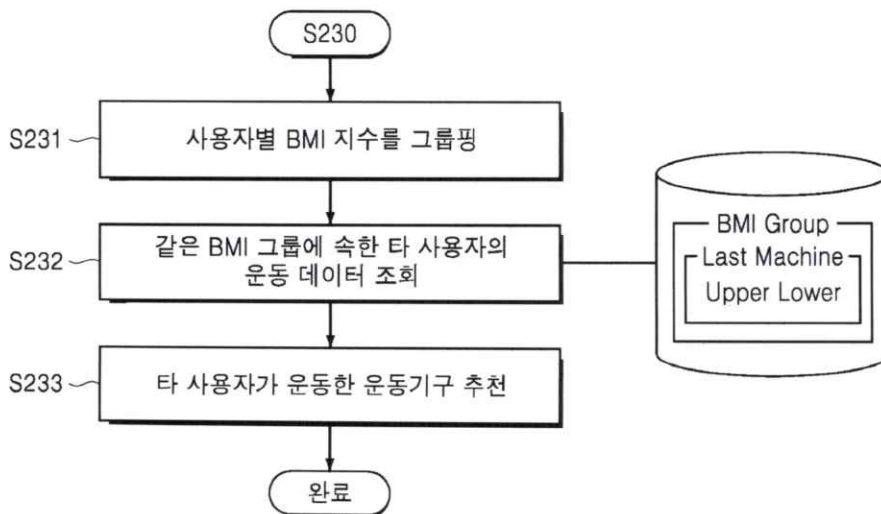 S230
S231
사용자별 BMI 지수를 그룹핑
S232
같은 BMI 그룹에 속한 타 사용자의
운동 데이터 조회
BMI Group
Last Machine
Upper Lower
S233
타 사용자가 운동한 운동기구 추천
완료